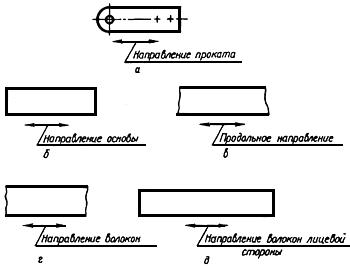 Направление проката
а
Направление основы
б
Продольное направление
в
Направление волокон
г
Направление волокон лицевой
стороны
д